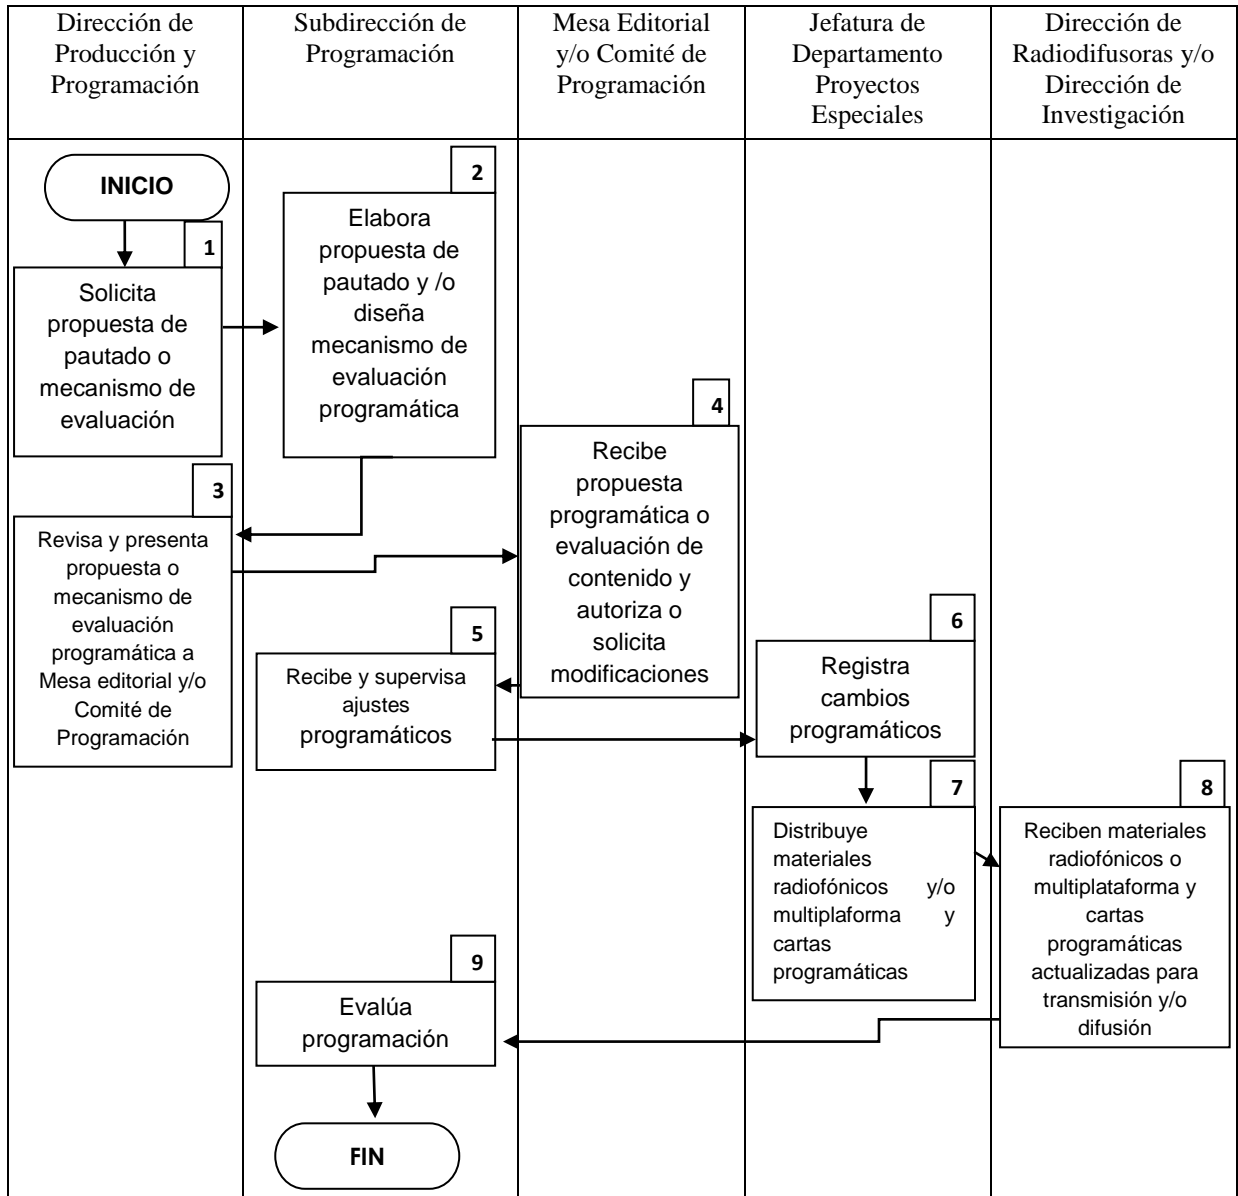 Dirección de
Producción y
Programación
Subdirección de
Programación
Mesa Editorial
y/o Comité de
Programación
Jefatura de
Departamento
Proyectos
Especiales
Dirección de
Radiodifusoras y/o
Dirección de
Investigación
INICIO
1
Solicita
propuesta de
pautado o
mecanismo de
evaluación
2
Elabora
propuesta de
pautado y /o
diseña
mecanismo de
evaluación
programática
3
Revisa y presenta
propuesta o
mecanismo de
evaluación
programática a
Mesa editorial y/o
Comité de
Programación
4
Recibe
propuesta
programática o
evaluación de
contenido y
autoriza o
solicita
modificaciones
5
Recibe y supervisa
ajustes
programáticos
6
Registra
cambios
programáticos
7
Distribuye
materiales
radiofónicos y/o
multiplaforma y
cartas
programáticas
8
Reciben materiales
radiofónicos o
multiplataforma y
cartas
programáticas
actualizadas para
transmisión y/o
difusión
9
Evalúa
programación
FIN